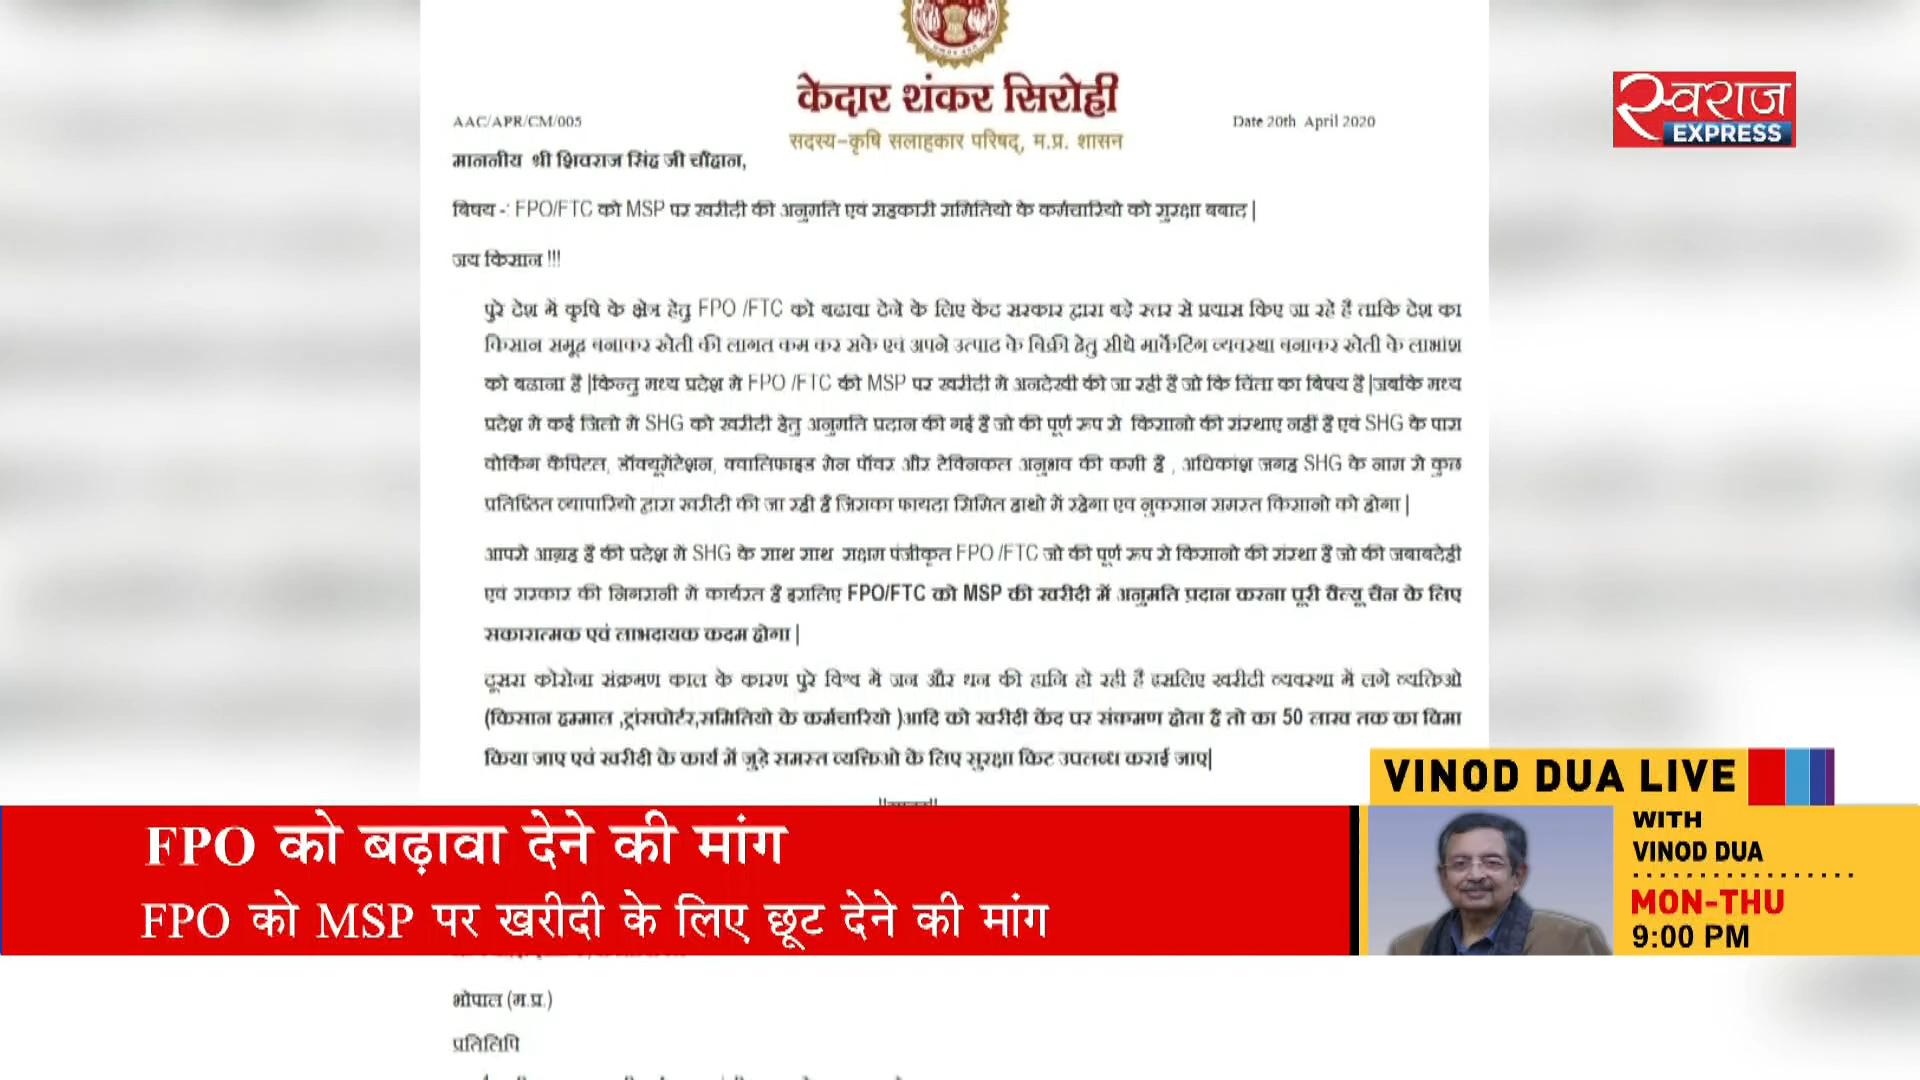 केदार शंकर सिरोही
AAC/APR/CM/005
Date 20th April 2020
सदस्य-कृषि सलाहकार परिषद्, म.प्र. शासन
माननीय श्री शिवराज सिंह जी चौहान,
विषय -: FPO/FTC को MSP पर खरीदी की अनुमति एवं सहकारी समितियो के कर्मचारियो को सुरक्षा बबाद |
जय किसान !!!
पुरे देश में कृषि के क्षेत्र हेतु FPO /FTC को बढावा देने के लिए केंद सरकार द्वारा बड़े स्तर से प्रयास किए जा रहे है ताकि देश का
किसान समूह बनाकर खेती की लागत कम कर सके एवं अपने उत्पाद के विक्री हेतु सीधे मार्केटिंग व्यवस्था बनाकर खेती के लाभांश
को बढाना है |किन्तु मध्य प्रदेश मे FPO /FTC की MSP पर खरीदी मे अनदेखी की जा रही हैं जो कि चिंता का विषय है |जबकि मध्य
प्रदेश मे कई जिलो मे SHG को खरीदी हेतु अनुमति प्रदान की गई हैं जो की पूर्ण रूप से किसानो की संस्थाए नहीं है एवं SHG के पास
वोर्किंग कैपिटल, डॉक्यूमेंटेशन, क्वालिफाइड मेन पॉवर और टेक्निकल अनुभव की कमी है , अधिकांश जगह SHG के नाम से कुछ
प्रतिष्ठित व्यापारियो द्वारा खरीदी की जा रही हैं जिसका फायदा सिमित हाथो में रहेगा एव नुकसान समस्त किसानो को होगा |
आपसे आग्रह हैं की प्रदेश मे SHG के साथ साथ सक्षम पंजीकृत FPO /FTC जो की पूर्ण रूप से किसानो की संस्था हैं जो की जबाबदेही
एवं सरकार की निगरानी में कार्यरत है इसलिए FPO/FTC को MSP की खरीदी में अनुमति प्रदान करना पूरी वैल्यू चैन के लिए
सकारात्मक एवं लाभदायक कदम होगा |
दूसरा कोरोना संक्रमण काल के कारण पुरे विश्व में जन और धन की हानि हो रही है इसलिए खरीदी व्यवस्था में लगे व्यक्तिओ
(किसान हम्माल ,ट्रांसपोर्टर,समितियो के कर्मचारियो )आदि को खरीदी केंद पर संकमण होता है तो का 50 लाख तक का विमा
किया जाए एवं खरीदी के कार्य में जुड़े समस्त व्यक्तिओ के लिए सुरक्षा किट उपलब्ध कराई जाए|
भोपाल (म.प्र.)
प्रतिलिपि
स्वराज
EXPRESS
FPO को बढ़ावा देने की मांग
FPO को MSP पर खरीदी के लिए छूट देने की मांग
VINOD DUA LIVE
WITH
VINOD DUA
MON-THU
9:00 PM